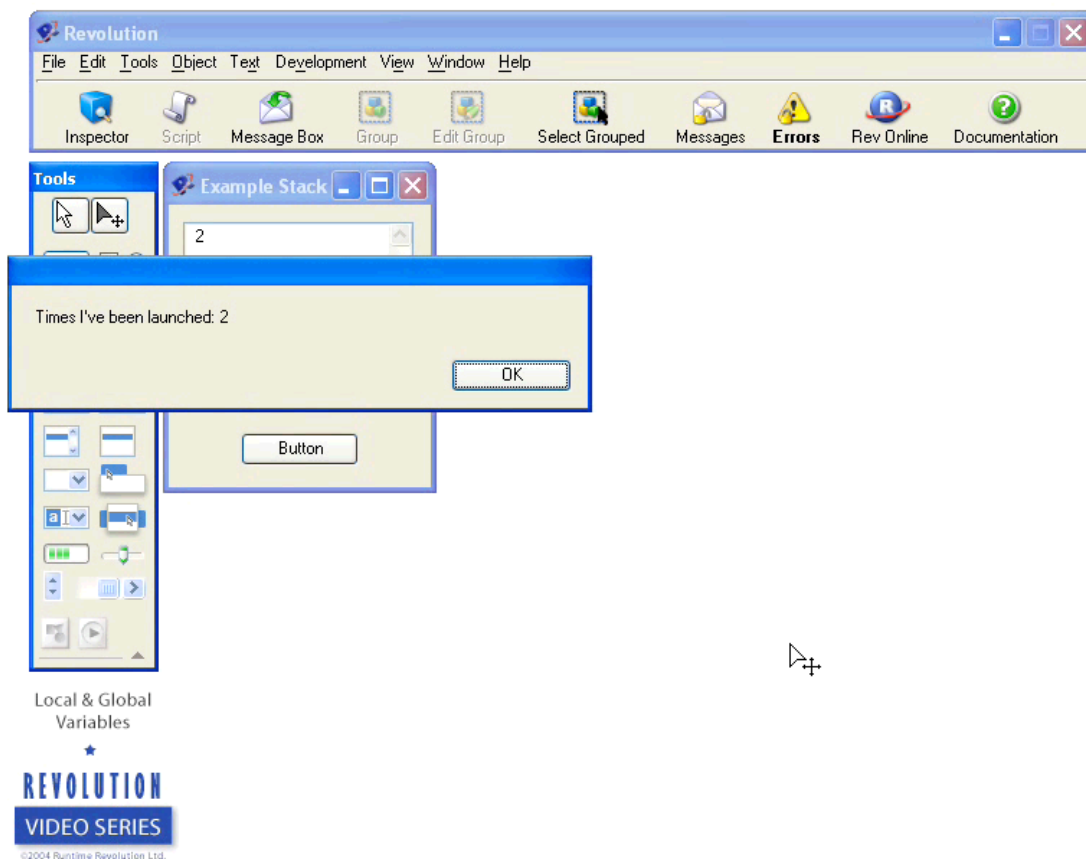 Revolution
File Edit Tools Object Text Development View Window Help
Inspector Script Message Box Group Edit Group Select Grouped Messages Errors Rev Online Documentation
Tools
Example Stack
2
Times I've been launched: 2
OK
Button
a
Local & Global
Variables
REVOLUTION
VIDEO SERIES
©2004 Runtime Revolution Ltd.